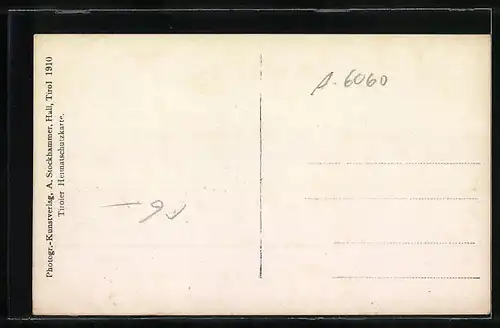 Photogr.-Kunstverlag, A. Stockhammer, Hall, Tirol 1910
Tiroler Heimatschutzkarte.
A-6060